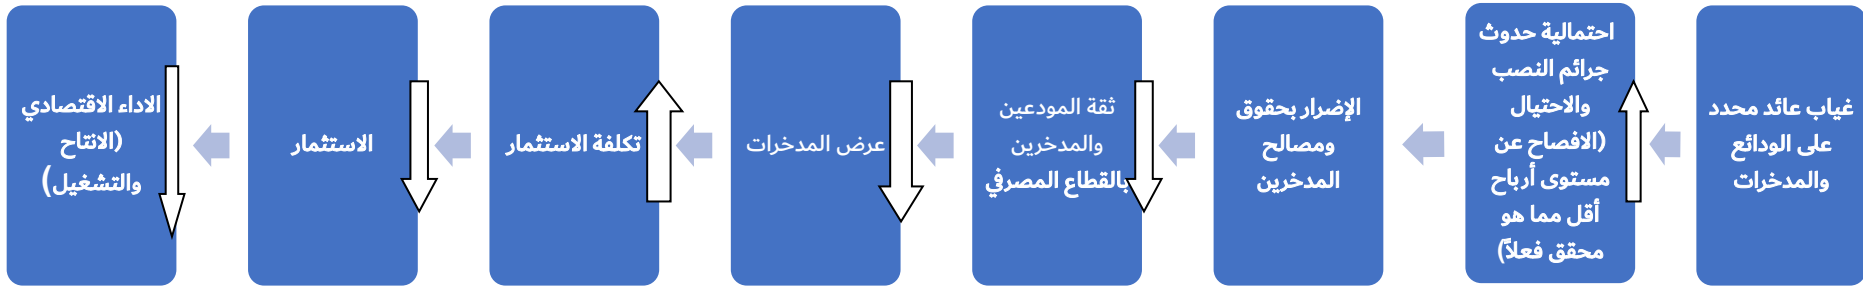 غياب عائد محدد
على الودائع
والمدخرات
احتمالية حدوث
جرائم النصب
والاحتيال
(الافصاح عن
مستوى أرباح
أقل مما هو
محقق فعلاً)
الإضرار بحقوق
ومصالح
المدخرين
ثقة المودعين
والمدخرين
بالقطاع المصرفي
عرض المدخرات
تكلفة الاستثمار
الاستثمار
الاداء الاقتصادي
(الانتاج
والتشغيل)